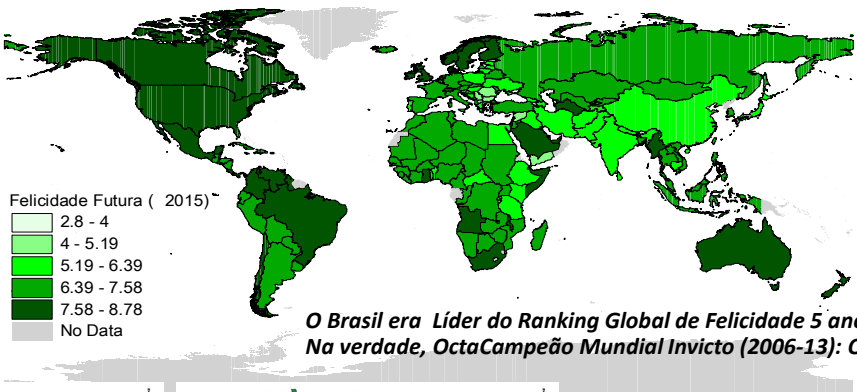 Felicidade Futura ( 2015)
2.8 - 4
4 - 5.19
5.19 - 6.39
6.39 - 7.58
7.58 - 8.78
No Data
O Brasil era Líder do Ranking Global de Felicidade 5
Na verdade, OctaCampeão Mundial Invicto (2006-13):